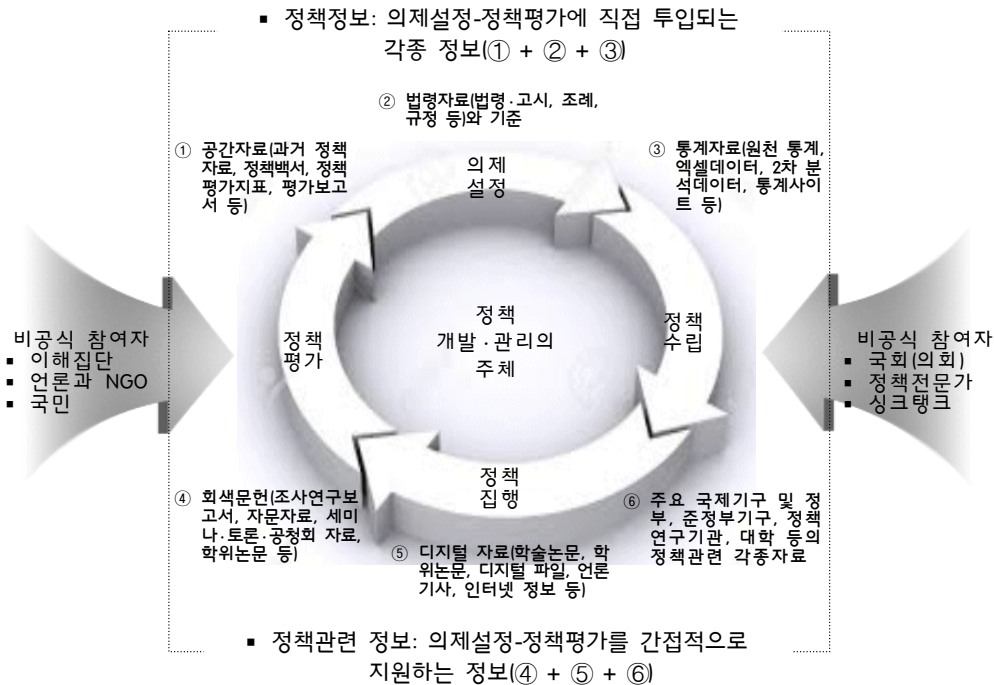 ▪ 정책정보: 의제설정-정책평가에 직접 투입되는
각종 정보(① + ② + ③)
② 법령자료(법령·고시, 조례,
규정 등)와 기준
① 공간자료(과거 정책
자료, 정책백서, 정책
평가지표, 평가보고
서 등)
③ 통계자료(원천 통계,
엑셀데이터, 2차 분
석데이터, 통계사이
트 등)
의제
설정
정책
평가
정책
개발·관리의
주체
정책
수립
정책
집행
비공식 참여자
▪ 이해집단
▪ 언론과 NGO
▪ 국민
비공식 참여자
▪ 국회(의회)
▪ 정책전문가
▪ 싱크탱크
④ 회색문헌(조사연구보
고서, 자문자료, 세미
나·토론·공청회 자료,
학위논문 등)
⑤ 디지털 자료(학술논문, 학
위논문, 디지털 파일, 언론
기사, 인터넷 정보 등)
⑥ 주요 국제기구 및 정
부, 준정부기구, 정책
연구기관, 대학 등의
정책관련 각종자료
▪ 정책관련 정보: 의제설정-정책평가를 간접적으로
지원하는 정보(④ + ⑤ + ⑥)